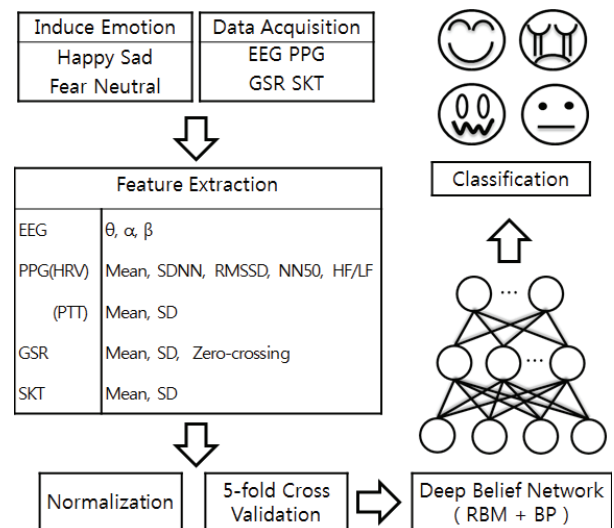 Induce Emotion
Happy Sad
Fear Neutral
Data Acquisition
EEG PPG
GSR SKT
Feature Extraction
EEG θ, α, β
PPG(HRV) Mean, SDNN, RMSSD, NN50, HF/LF
(PTT) Mean, SD
GSR Mean, SD, Zero-crossing
SKT Mean, SD
Normalization
5-fold Cross
Validation
Deep Belief Network
( RBM + BP )
...
...
Classification